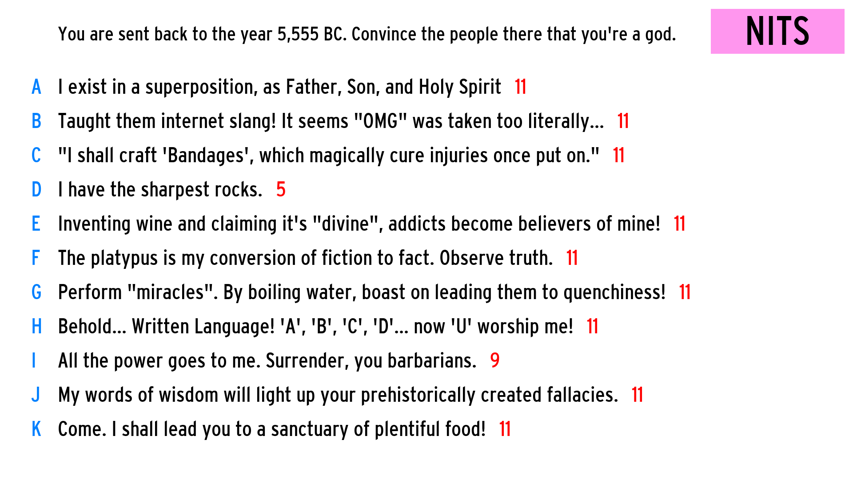 You are sent back to the year 5,555 BC. Convince the people there that you're a god.
NITS
A I exist in a superposition, as Father, Son, and Holy Spirit 11
B Taught them internet slang! It seems "OMG" was taken too literally... 11
C "I shall craft 'Bandages', which magically cure injuries once put on." 11
D I have the sharpest rocks. 5
E Inventing wine and claiming it's "divine", addicts become believers of mine! 11
F The platypus is my conversion of fiction to fact. Observe truth. 11
G Perform "miracles". By boiling water, boast on leading them to quenchiness! 11
H Behold... Written Language! 'A', 'B', 'C', 'D'... now 'U' worship me! 11
I All the power goes to me. Surrender, you barbarians. 9
J My words of wisdom will light up your prehistorically created fallacies. 11
K Come. I shall lead you to a sanctuary of plentiful food! 11